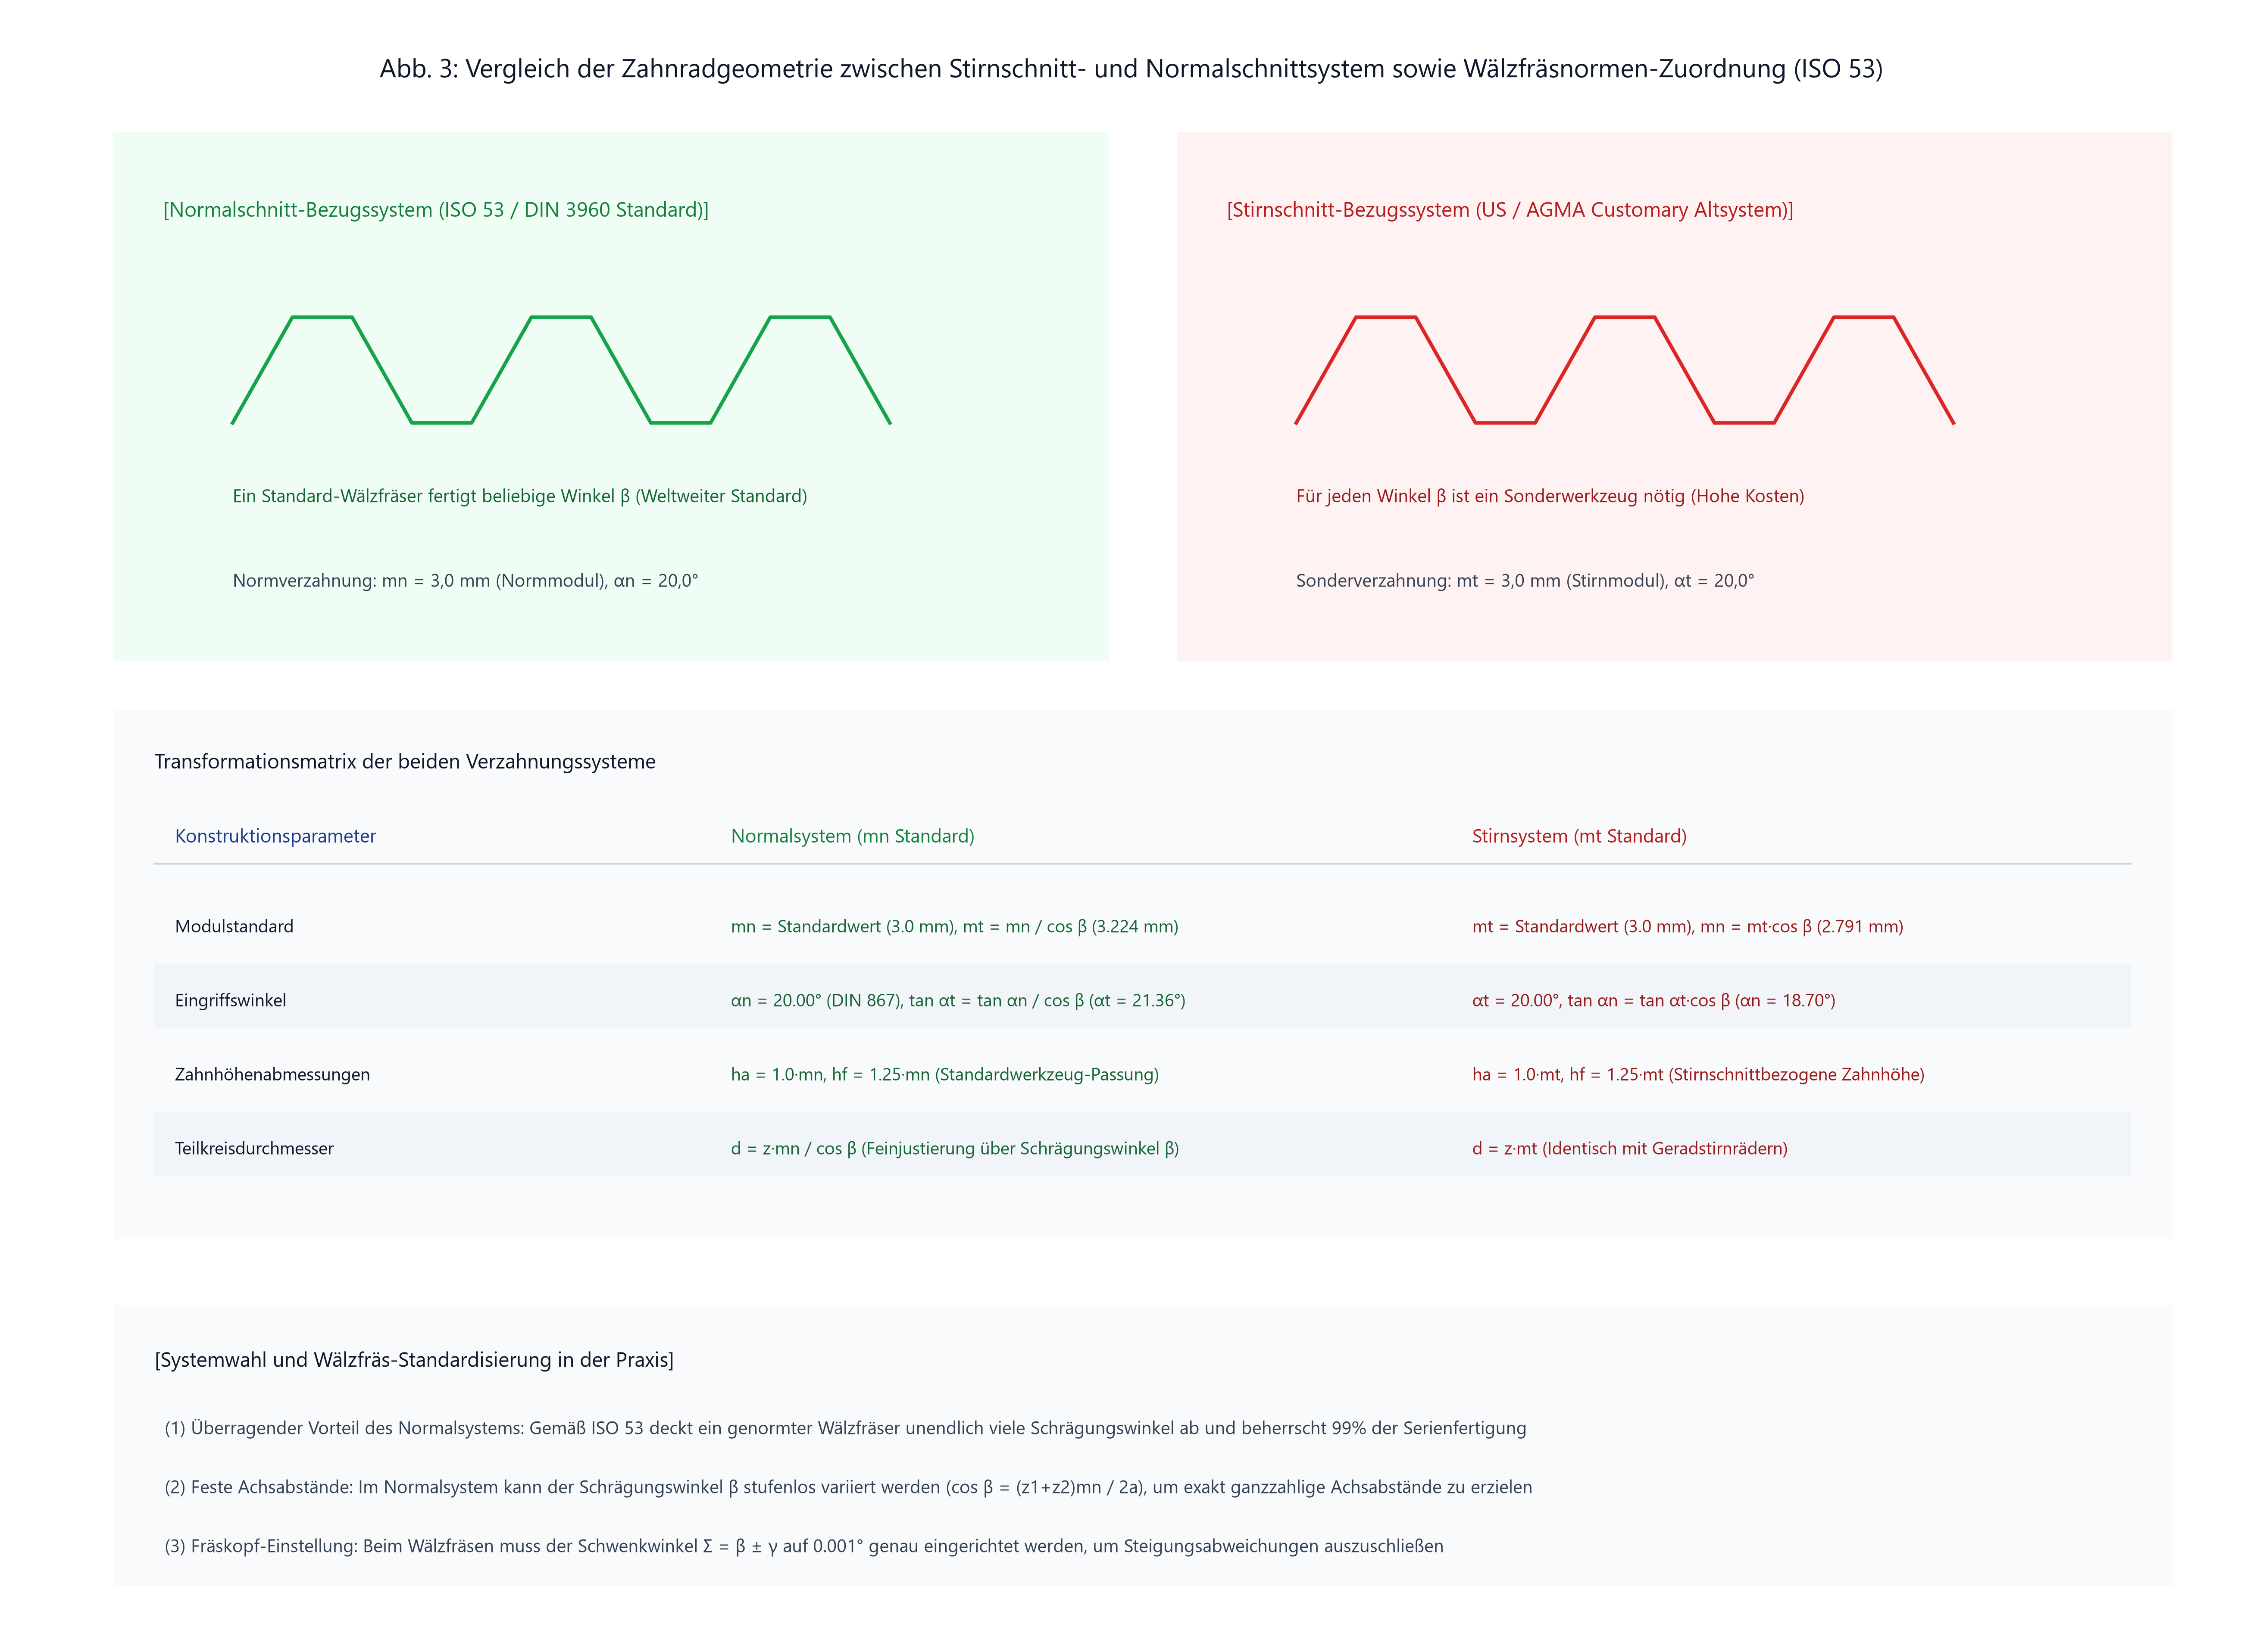 Abb. 3: Vergleich der Zahnradgeometrie zwischen Stirnschnitt- und Normalschnittsystem sowie Wälzfräsnormen-Zuordnung (ISO 53)
[Normalschnitt-Bezugssystem (ISO 53 / DIN 3960 Standard)]
Ein Standard-Wälzfräser fertigt beliebige Winkel β (Weltweiter Standard)
Normverzahnung: mn = 3,0 mm (Normmodul), αn = 20,0°
[Stirnschnitt-Bezugssystem (US / AGMA Customary Altsystem)]
Für jeden Winkel β ist ein Sonderwerkzeug nötig (Hohe Kosten)
Sonderverzahnung: mt = 3,0 mm (Stirnmodul), αt = 20,0°
Transformationsmatrix der beiden Verzahnungssysteme
Konstruktionsparameter Normalsystem (mn Standard) Stirnsystem (mt Standard)
Modulstandard mn = Standardwert (3.0 mm), mt = mn / cos β (3.224 mm) mt = Standardwert (3.0 mm), mn = mt·cos β (2.791 mm)
Eingriffswinkel αn = 20.00° (DIN 867), tan αt = tan αn / cos β (αt = 21.36°) αt = 20.00°, tan αn = tan αt·cos β (αn = 18.70°)
Zahnhöhenabmessungen ha = 1.0·mn, hf = 1.25·mn (Standardwerkzeug-Passung) ha = 1.0·mt, hf = 1.25·mt (Stirnschnittbezogene Zahnhöhe)
Teilkreisdurchmesser d = z·mn / cos β (Feinjustierung über Schrägungswinkel β) d = z·mt (Identisch mit Geradstirnrädern)
[Systemwahl und Wälzfräs-Standardisierung in der Praxis]
(1) Überragender Vorteil des Normalsystems: Gemäß ISO 53 deckt ein genormter Wälzfräser unendlich viele Schrägungswinkel ab und beherrscht 99% der Serienfertigung
(2) Feste Achsabstände: Im Normalsystem kann der Schrägungswinkel β stufenlos variiert werden (cos β = (z1+z2)mn / 2a), um exakt ganzzahlige Achsabstände zu erzielen
(3) Fräskopf-Einstellung: Beim Wälzfräsen muss der Schwenkwinkel Σ = β ± γ auf 0.001° genau eingerichtet werden, um Steigungsabweichungen auszuschließen